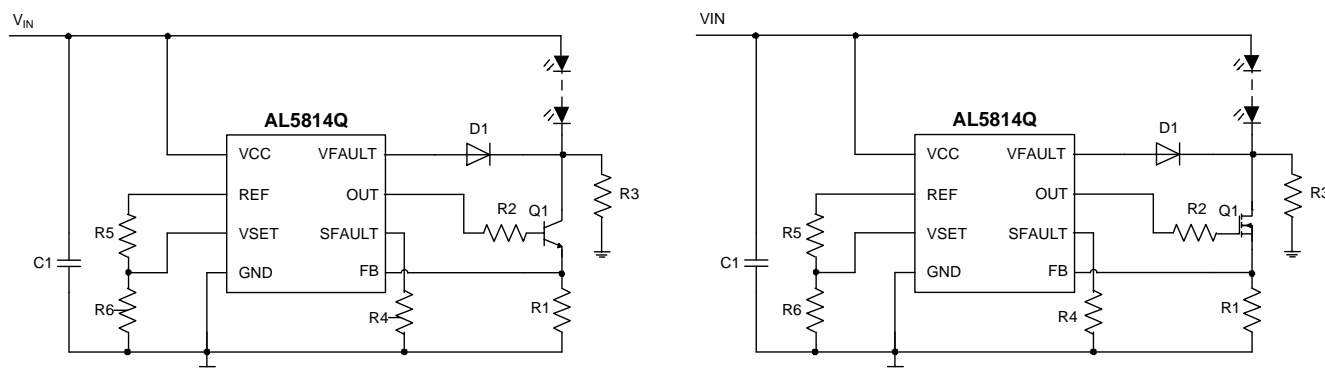 V_IN
AL5814Q
D1
VCC
VFAULT
REF
OUT
R2
Q1
R3
R5
VSET
SFAULT
C1
GND
FB
R6
R4
R1
VIN
AL5814Q
D1
VCC
VFAULT
REF
OUT
R2
Q1
R3
R5
VSET
SFAULT
C1
GND
FB
R6
R4
R1